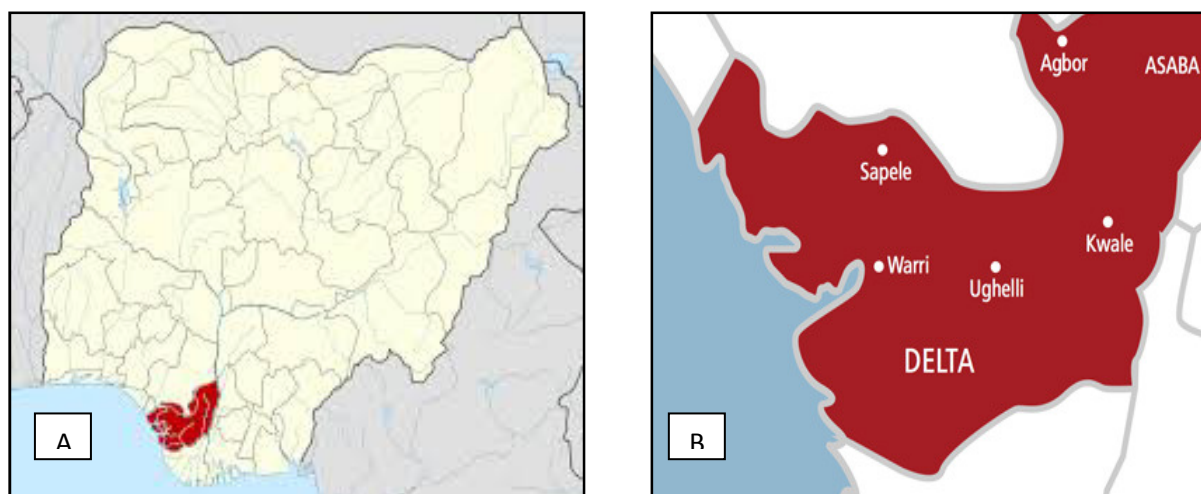 Agbor
ASABA
Sapele
Kwale
Warri
Ughelli
DELTA
A
B